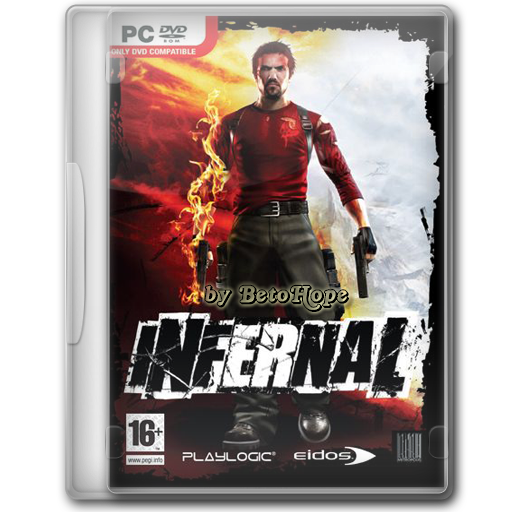 PC DVD
ROM
ONLY DVD COMPATIBLE
by BetoHope
INFERNAL
16+
www.pegi.info
PLAYLOGIC
eidos